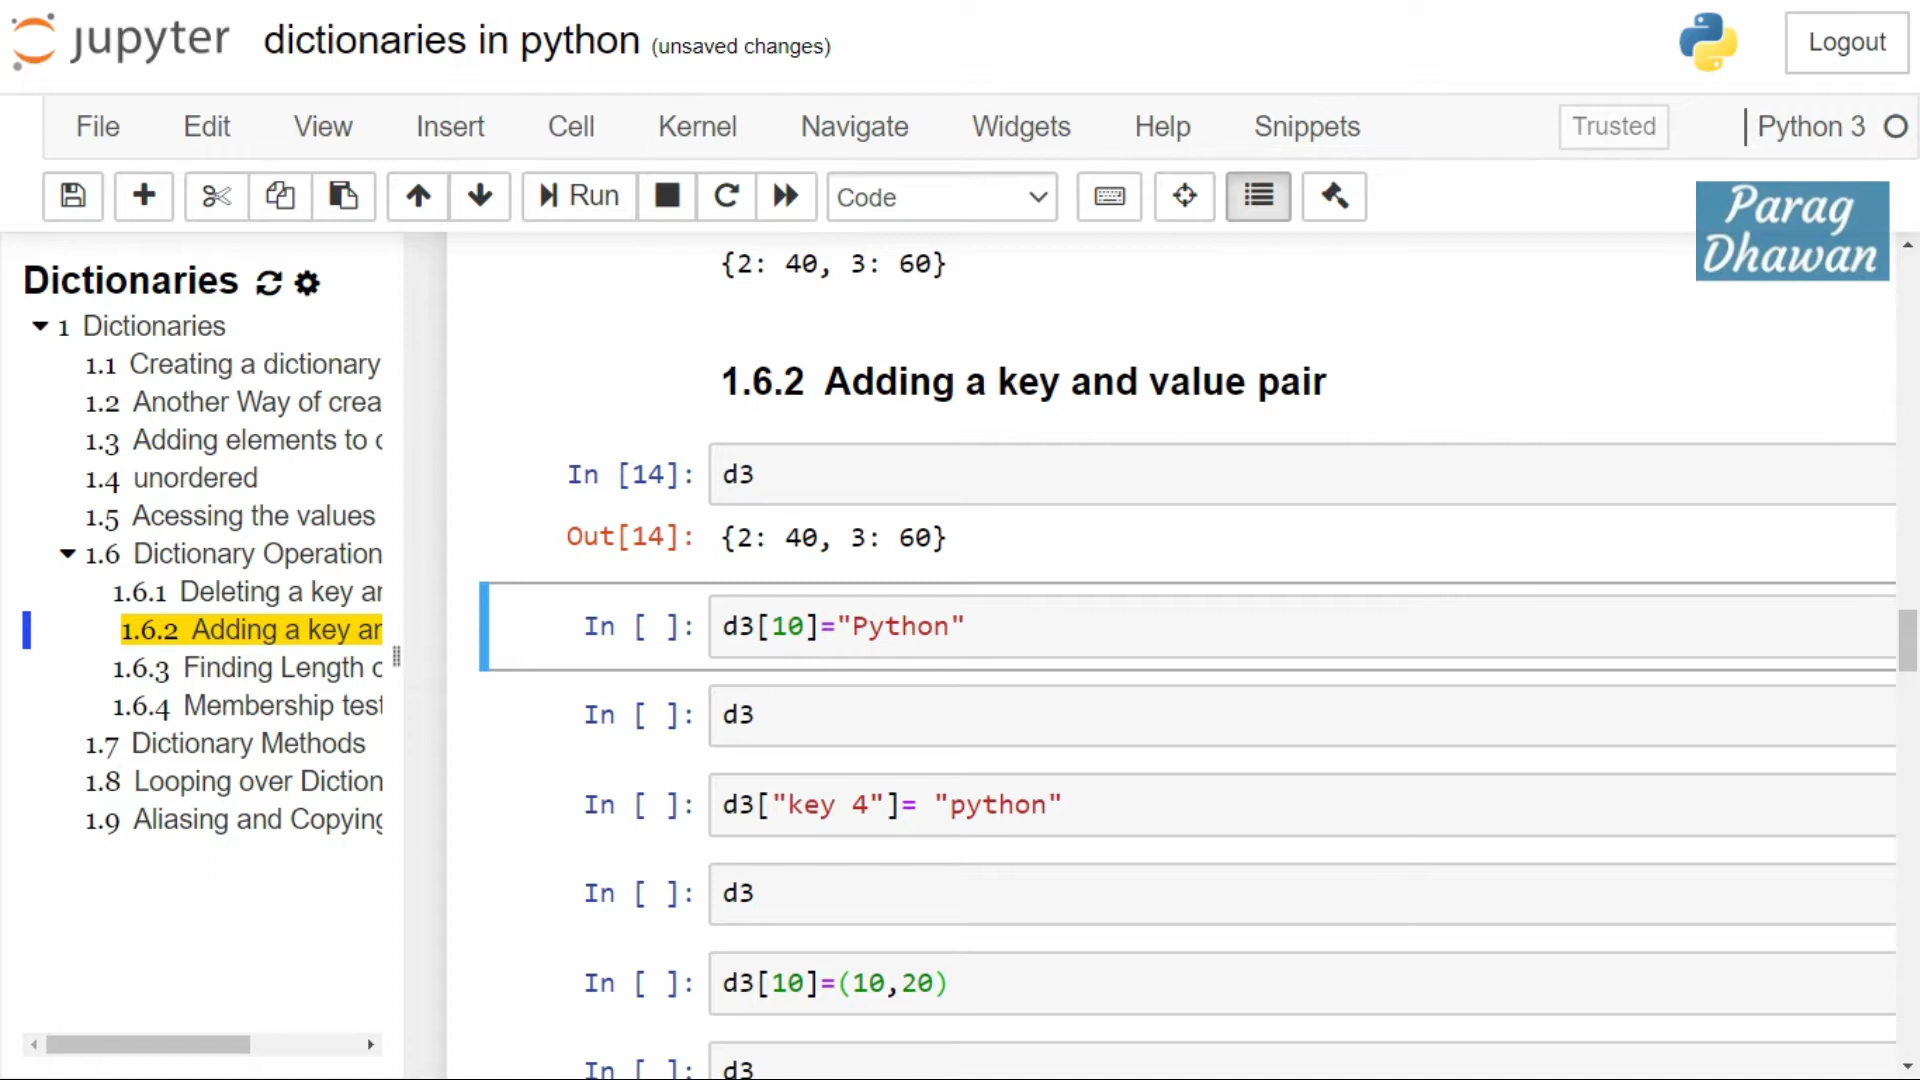 jupyter dictionaries in python (unsaved changes)
Logout
File Edit View Insert Cell Kernel Navigate Widgets Help Snippets Trusted Python 3
Run Code
Parag
Dhawan
Dictionaries
1 Dictionaries
1.1 Creating a dictionary
1.2 Another Way of crea
1.3 Adding elements to
1.4 unordered
1.5 Acessing the values
1.6 Dictionary Operation
1.6.1 Deleting a key ar
1.6.2 Adding a key ar
1.6.3 Finding Length
1.6.4 Membership test
1.7 Dictionary Methods
1.8 Looping over Diction
1.9 Aliasing and Copying
{2: 40, 3: 60}
1.6.2 Adding a key and value pair
In [14]: d3
Out[14]: {2: 40, 3: 60}
In [ ]: d3[10]="Python"
In [ ]: d3
In [ ]: d3["key 4"]= "python"
In [ ]: d3
In [ ]: d3[10]=(10,20)
In [ ]: d3